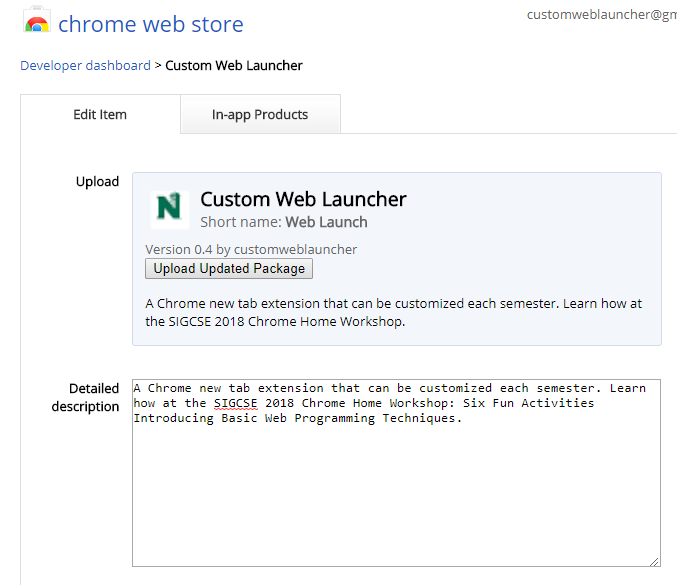 chrome web store
customweblauncher@gm
Developer dashboard > Custom Web Launcher
Edit Item
In-app Products
Upload
N
Custom Web Launcher
Short name: Web Launch
Version 0.4 by customweblauncher
Upload Updated Package
A Chrome new tab extension that can be customized each semester. Learn how at
the SIGCSE 2018 Chrome Home Workshop.
Detailed
description
A Chrome new tab extension that can be customized each semester. Learn
how at the SIGCSE 2018 Chrome Home Workshop: Six Fun Activities
Introducing Basic Web Programming Techniques.